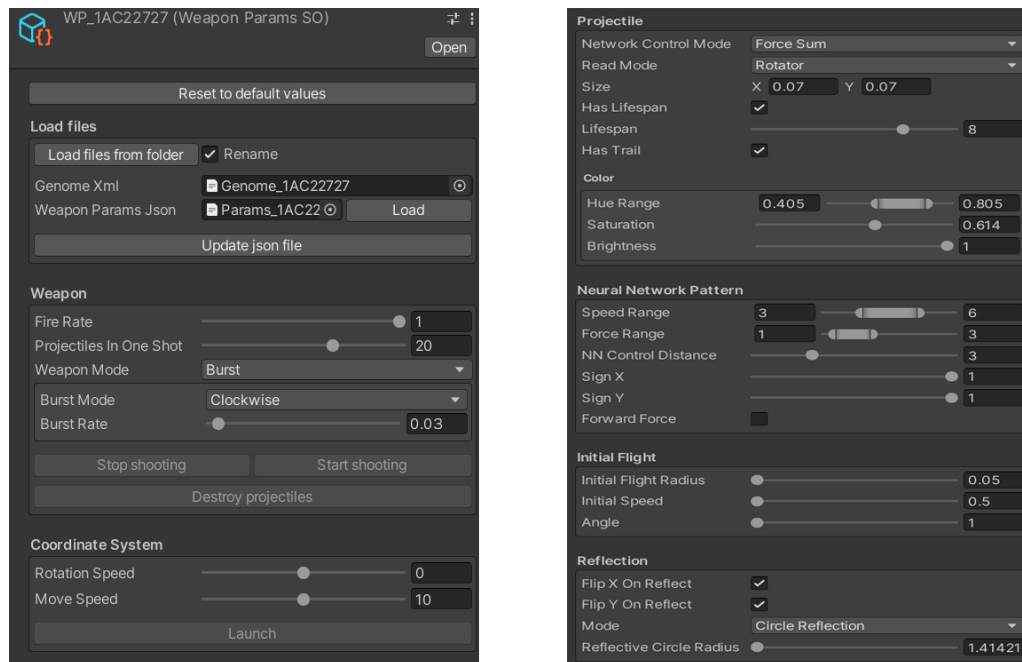 WP_1AC22727 (Weapon Params SO)
Open
Reset to default values
Load files
Load files from folder Rename
Genome Xml Genome_1AC22727
Weapon Params Json Params_1AC22 Load
Update json file
Weapon
Fire Rate 1
Projectiles In One Shot 20
Weapon Mode Burst
Burst Mode Clockwise
Burst Rate 0.03
Stop shooting Start shooting
Destroy projectiles
Coordinate System
Rotation Speed 0
Move Speed 10
Launch
Projectile
Network Control Mode Force Sum
Read Mode Rotator
Size X 0.07 Y 0.07
Has Lifespan
Lifespan 8
Has Trail
Color
Hue Range 0.405 0.805
Saturation 0.614
Brightness 1
Neural Network Pattern
Speed Range 3 6
Force Range 1 3
NN Control Distance 3
Sign X 1
Sign Y 1
Forward Force
Initial Flight
Initial Flight Radius 0.05
Initial Speed 0.5
Angle 1
Reflection
Flip X On Reflect
Flip Y On Reflect
Mode Circle Reflection
Reflective Circle Radius 1.41421